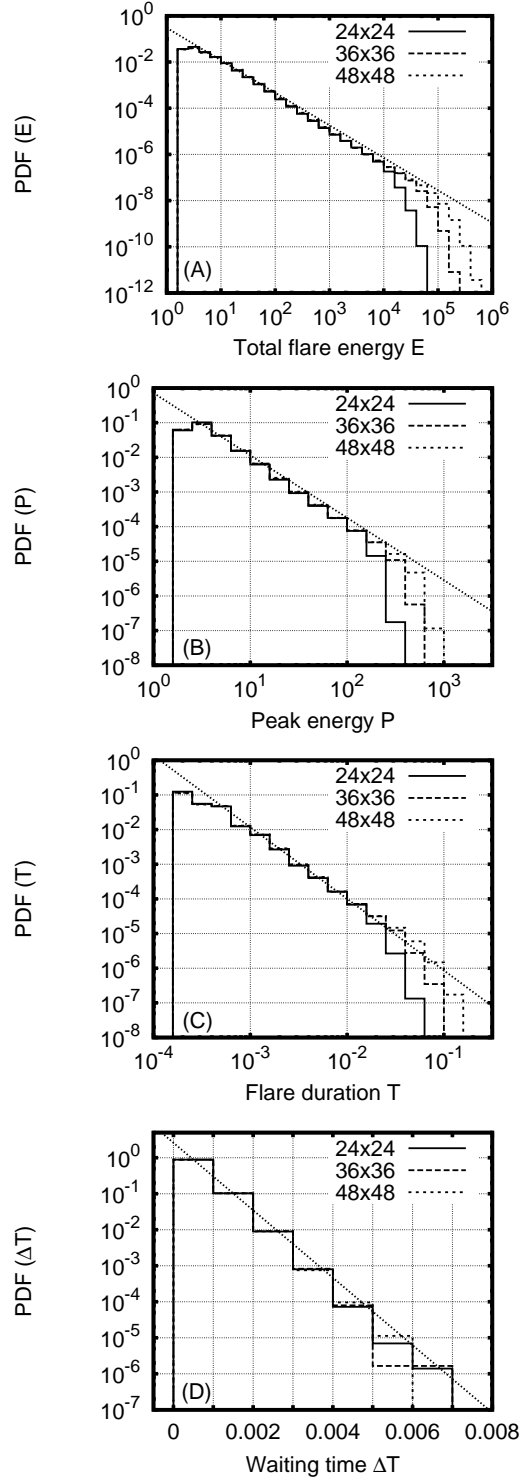 10^0
10^-2
10^-4
10^-6
10^-8
10^-10
10^-12
PDF (E)
24x24
36x36
48x48
(A)
10^0 10^1 10^2 10^3 10^4 10^5 10^6
Total flare energy E
10^0
10^-1
10^-2
10^-3
10^-4
10^-5
10^-6
10^-7
10^-8
PDF (P)
24x24
36x36
48x48
(B)
10^0 10^1 10^2 10^3
Peak energy P
10^0
10^-1
10^-2
10^-3
10^-4
10^-5
10^-6
10^-7
10^-8
PDF (T)
24x24
36x36
48x48
(C)
10^-4 10^-3 10^-2 10^-1
Flare duration T
10^0
10^-1
10^-2
10^-3
10^-4
10^-5
10^-6
10^-7
PDF (ΔT)
24x24
36x36
48x48
(D)
0 0.002 0.004 0.006 0.008
Waiting time ΔT